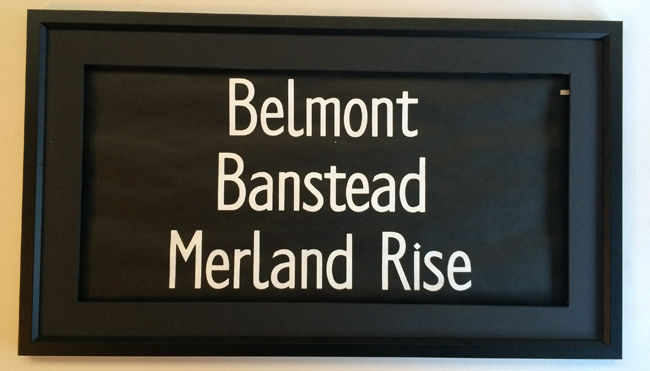 Belmont
Banstead
Merland Rise